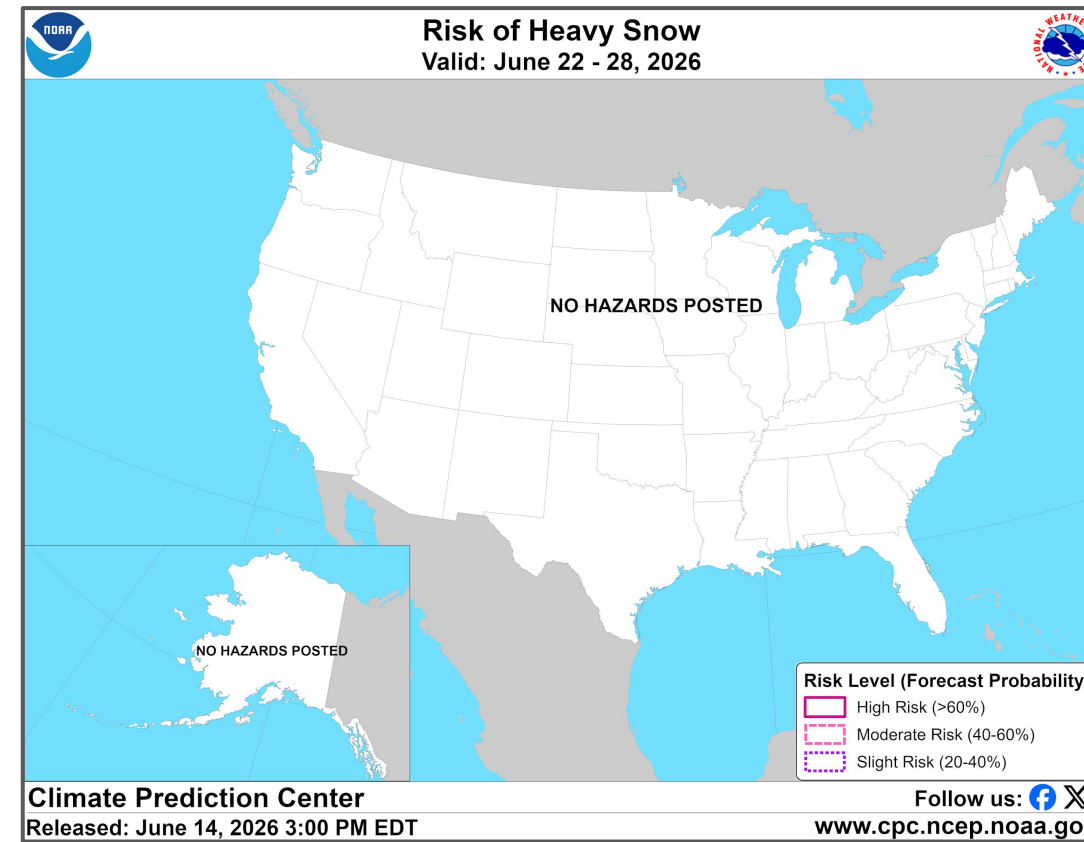 NOAA
Risk of Heavy Snow
Valid: June 22 - 28, 2026
NATIONAL WEATHE
NO HAZARDS POSTED
NO HAZARDS POSTED
Risk Level (Forecast Probability
High Risk (>60%)
Moderate Risk (40-60%)
Slight Risk (20-40%)
Climate Prediction Center
Follow us:
Released: June 14, 2026 3:00 PM EDT
www.cpc.ncep.noaa.go